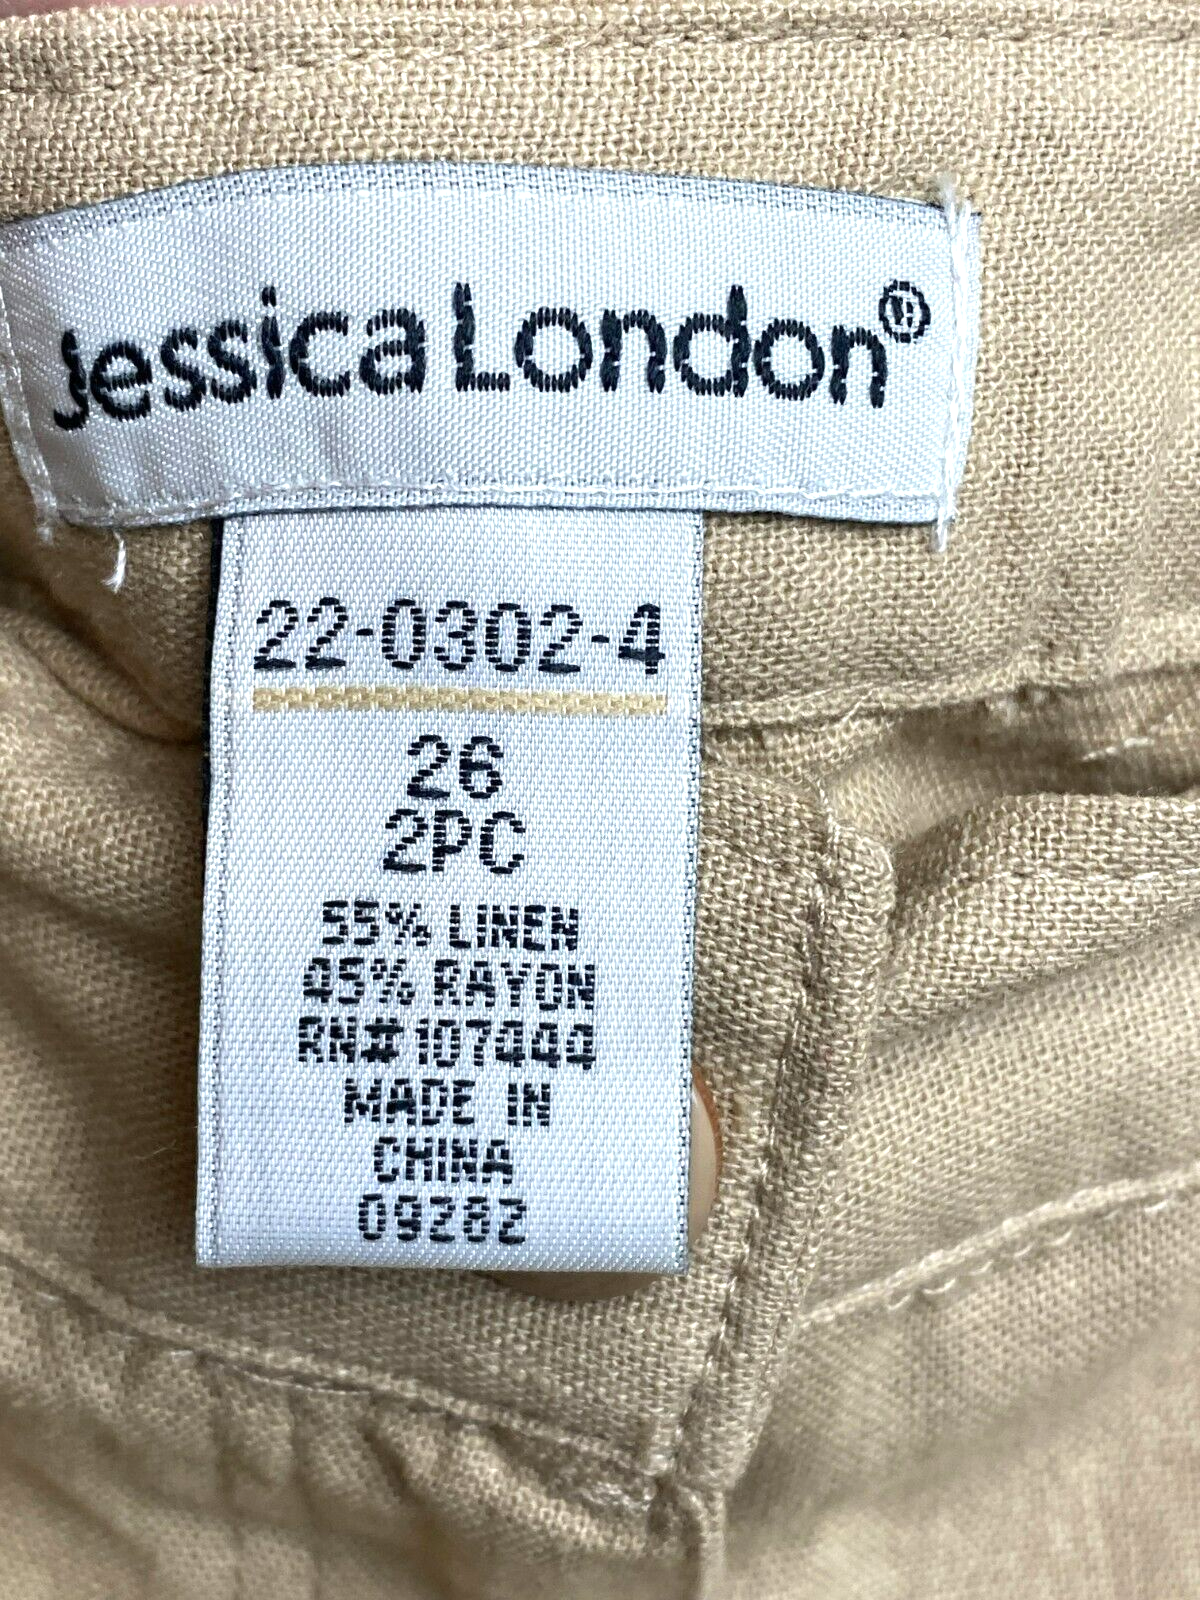 Jessica London®
22-0302-4
26
2PC
55% LINEN
45% RAYON
RN# 107444
MADE IN
CHINA
09282